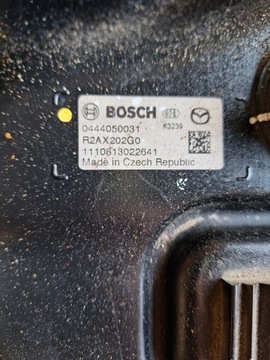 BOSCH
K3239
0444050031
R2AX202G0
1110813022641
Made in Czech Republic